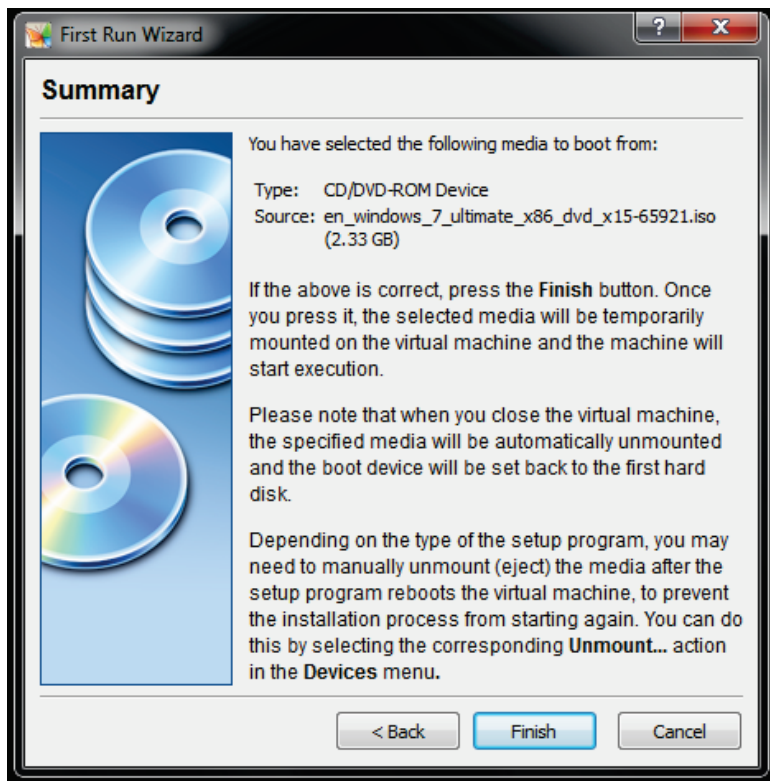 First Run Wizard
?
X
Summary
You have selected the following media to boot from:
Type: CD/DVD-ROM Device
Source: en_windows_7_ultimate_x86_dvd_x15-65921.iso
(2.33 GB)
If the above is correct, press the Finish button. Once
you press it, the selected media will be temporarily
mounted on the virtual machine and the machine will
start execution.
Please note that when you close the virtual machine,
the specified media will be automatically unmounted
and the boot device will be set back to the first hard
disk.
Depending on the type of the setup program, you may
need to manually unmount (eject) the media after the
setup program reboots the virtual machine, to prevent
the installation process from starting again. You can do
this by selecting the corresponding Unmount... action
in the Devices menu.
< Back Finish Cancel